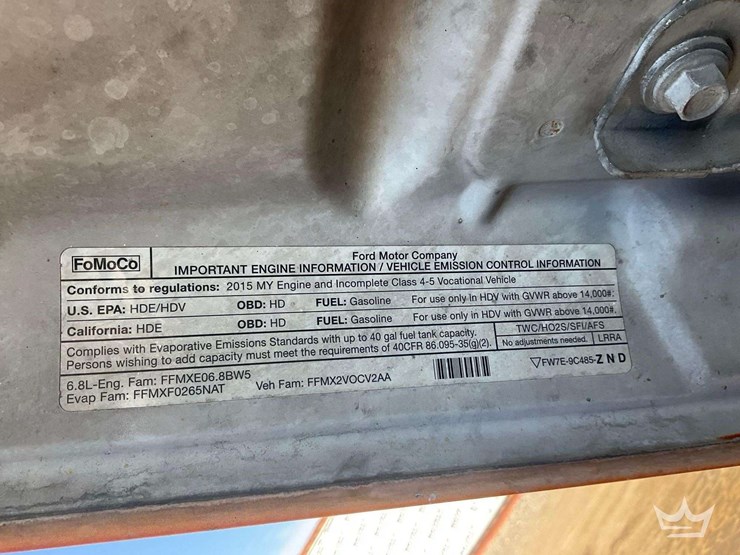 FoMoCo
Ford Motor Company
IMPORTANT ENGINE INFORMATION / VEHICLE EMISSION CONTROL INFORMATION
Conforms to regulations: 2015 MY Engine and Incomplete Class 4-5 Vocational Vehicle
U.S. EPA: HDE/HDV OBD: HD FUEL: Gasoline For use only in HDV with GVWR above 14,000#:
California: HDE OBD: HD FUEL: Gasoline For use only in HDV with GVWR above 14,000#.
Complies with Evaporative Emissions Standards with up to 40 gal fuel tank capacity. TWC/HO2S/SFI/AFS
Persons wishing to add capacity must meet the requirements of 40CFR 86.095-35(g)(2). No adjustments needed. LRRA
6.8L-Eng. Fam: FFMXE06.8BW5 Veh Fam: FFMX2VOCV2AA FW7E-9C485-ZND
Evap Fam: FFMXF0265NAT